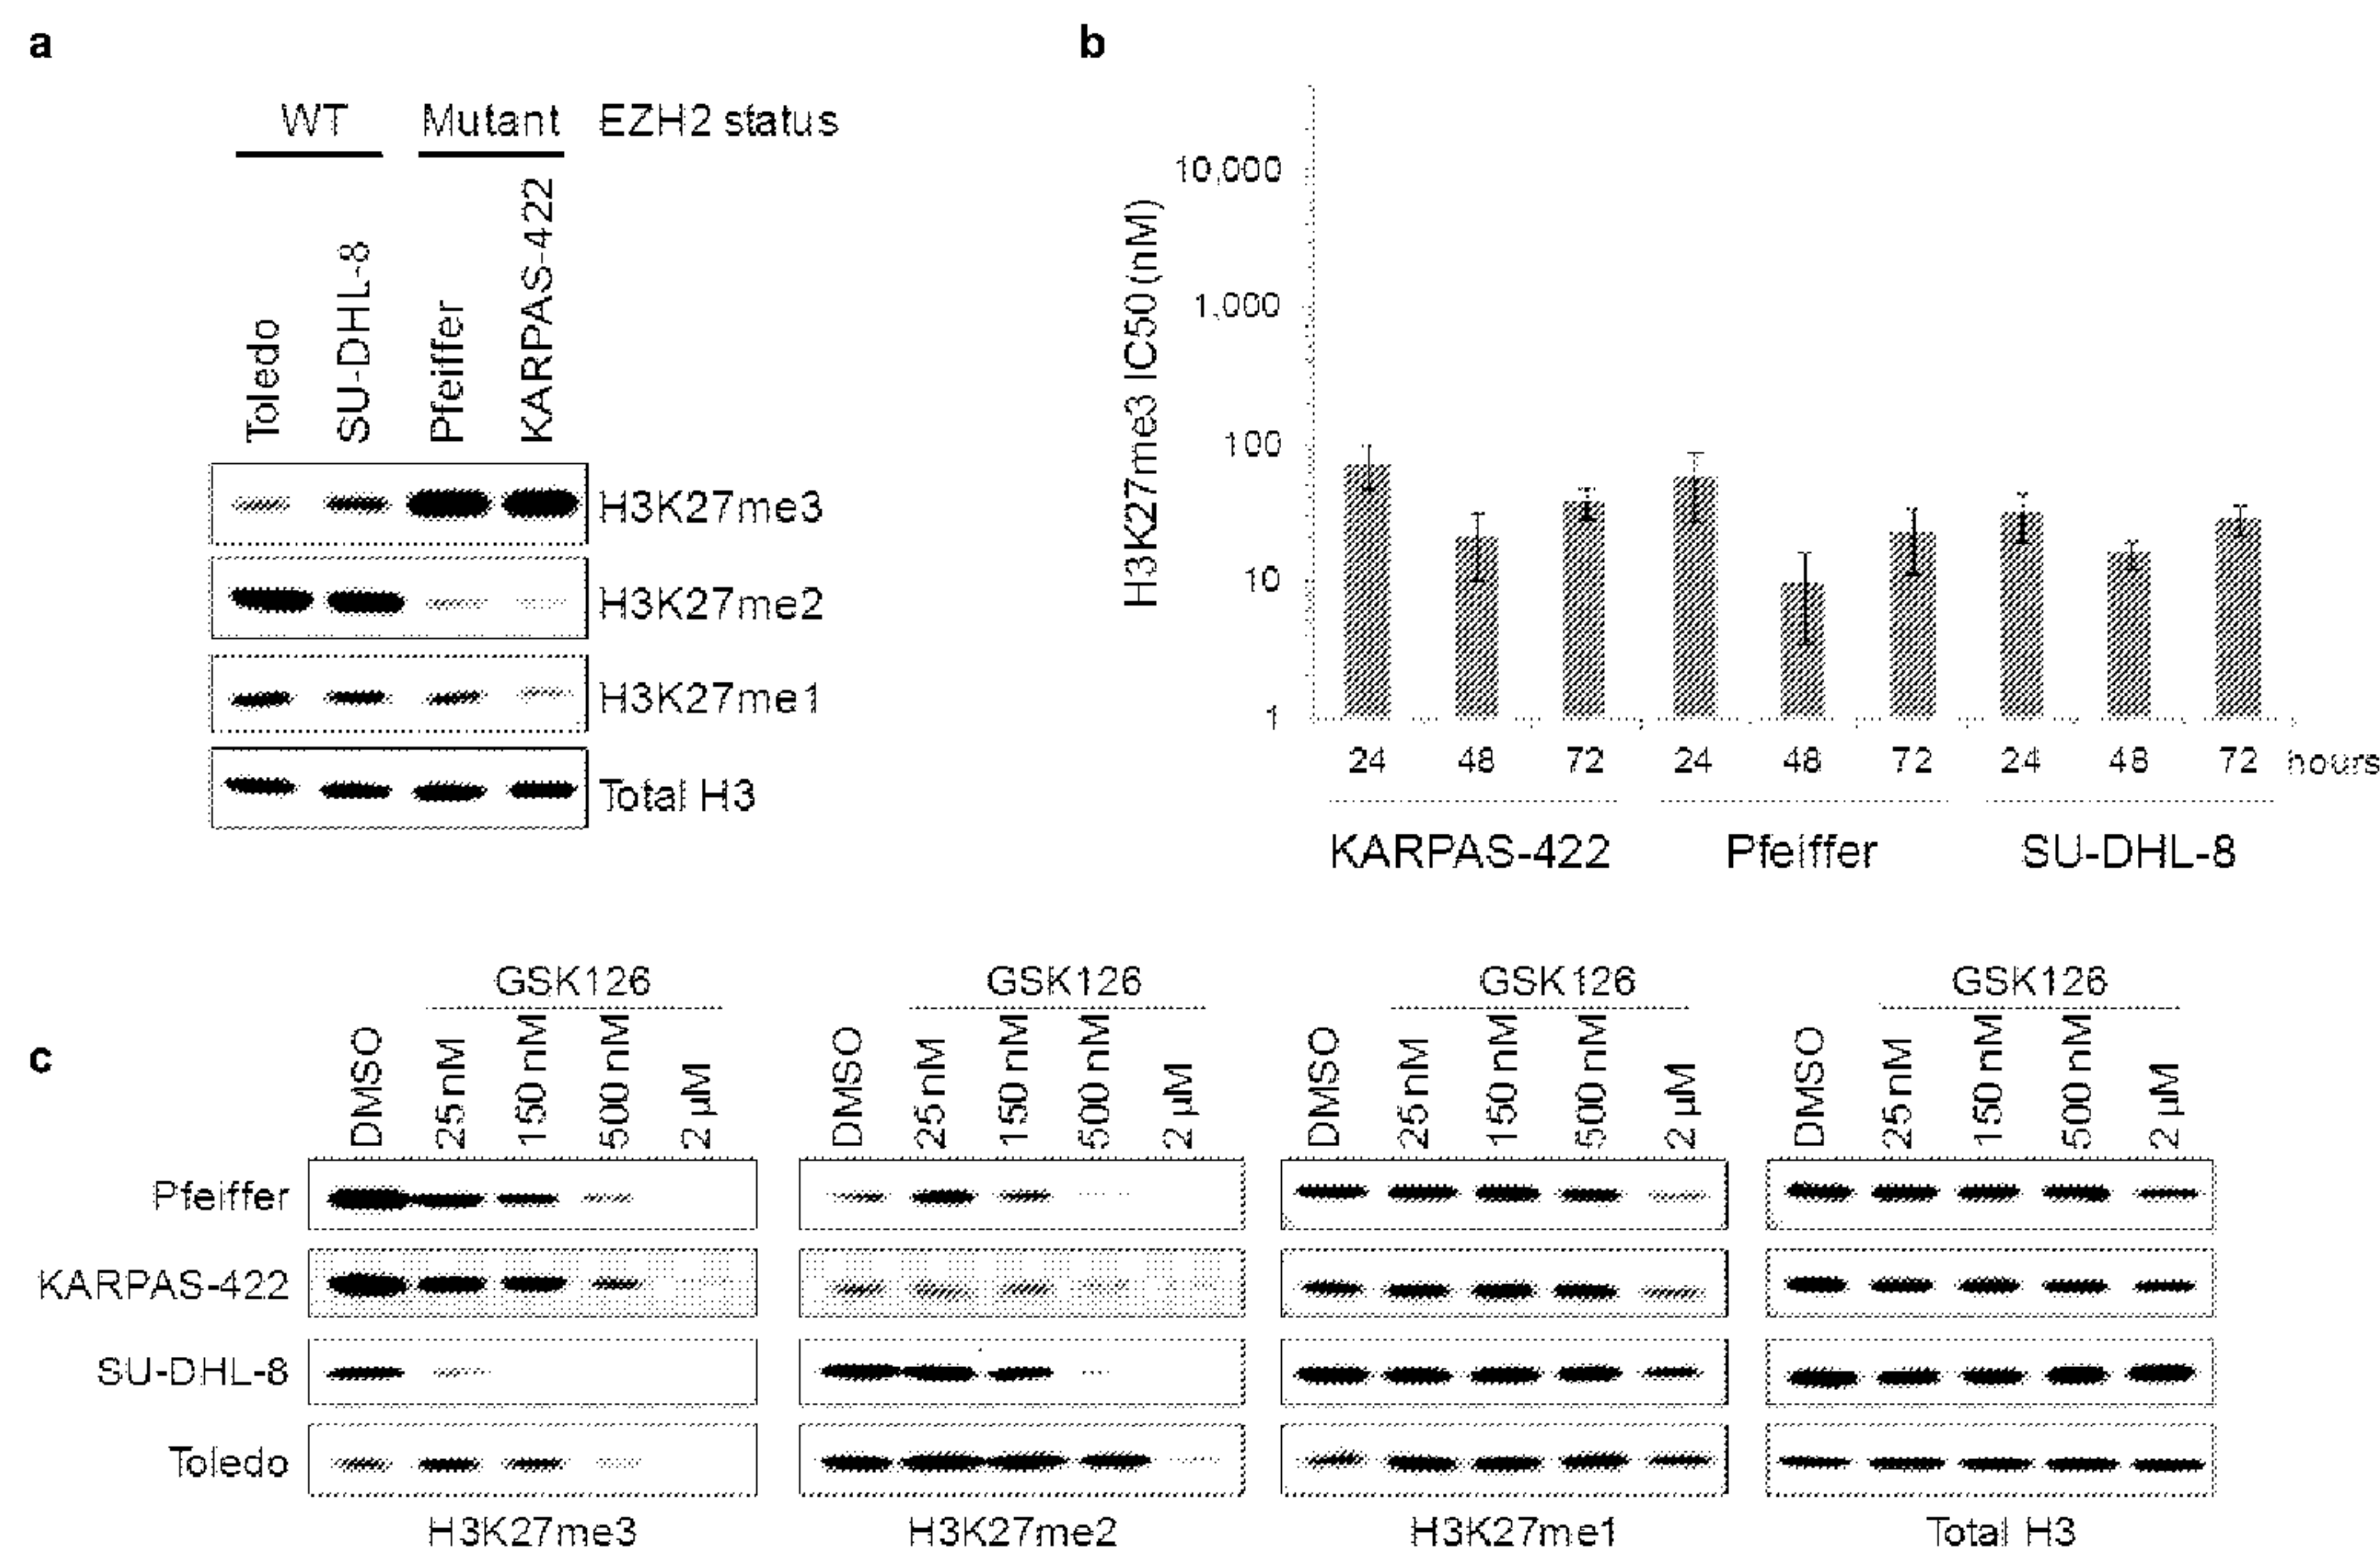 a
WT Mutant EZH2 status
Toledo
SU-DHL-8
Pfeiffer
KARPAS-422
H3K27me3
H3K27me2
H3K27me1
Total H3
b
H3K27me3 IC50 (nM)
10,000
1,000
100
10
1
24 48 72 24 48 72 24 48 72 hours
KARPAS-422 Pfeiffer SU-DHL-8
c
GSK126 GSK126 GSK126 GSK126
DMSO 25 nM 150 nM 500 nM 2 µM DMSO 25 nM 150 nM 500 nM 2 µM DMSO 25 nM 150 nM 500 nM 2 µM DMSO 25 nM 150 nM 500 nM 2 µM
Pfeiffer
KARPAS-422
SU-DHL-8
Toledo
H3K27me3 H3K27me2 H3K27me1 Total H3